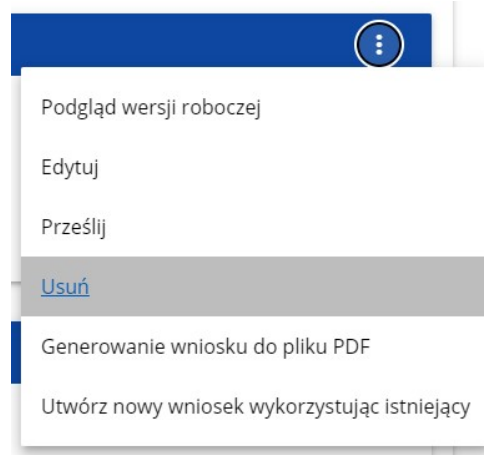 Podgląd wersji roboczej
Edytuj
Prześlij
Usuń
Generowanie wniosku do pliku PDF
Utwórz nowy wniosek wykorzystując istniejący